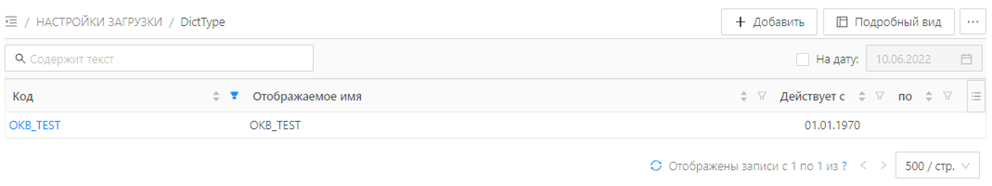 / НАСТРОЙКИ ЗАГРУЗКИ / DictType + Добавить Подробный вид ...
Содержит текст На дату: 10.06.2022
Код Отображаемое имя Действует с по
OKB_TEST OKB_TEST 01.01.1970
Отображены записи с 1 по 1 из ? < > 500 / стр.